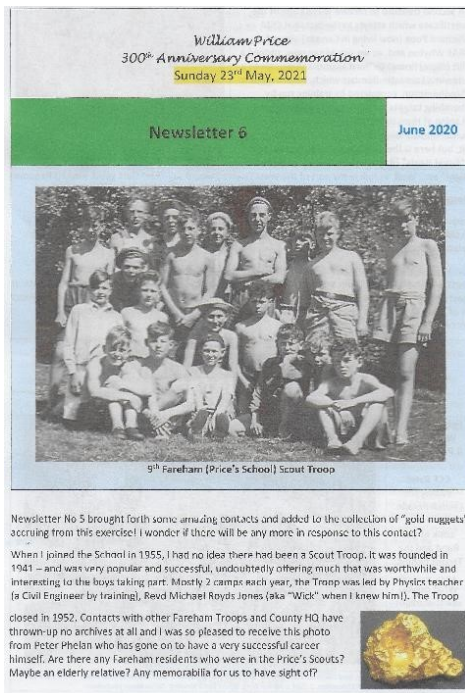 William Price
300th Anniversary Commemoration
Sunday 23rd May, 2021
Newsletter 6
June 2020
9th Fareham (Price's School) Scout Troop
Newsletter No 5 brought forth some amazing contacts and added to the collection of "gold nuggets"
accruing from this exercise! I wonder if there will be any more in response to this contact?
When I joined the School in 1955, I had no idea there had been a Scout Troop. It was founded in
1941 – and was very popular and successful, undoubtedly offering much that was worthwhile and
interesting to the boys taking part. Mostly 2 camps each year, the Troop was led by Physics teacher
(a Civil Engineer by training), Revd Michael Royds Jones (aka "Wick" when I knew him!). The Troop
closed in 1952. Contacts with other Fareham Troops and County HQ have
thrown-up no archives at all and I was so pleased to receive this photo
from Peter Phelan who has gone on to have a very successful career
himself. Are there any Fareham residents who were in the Price's Scouts?
Maybe an elderly relative? Any memorabilia for us to have sight of?